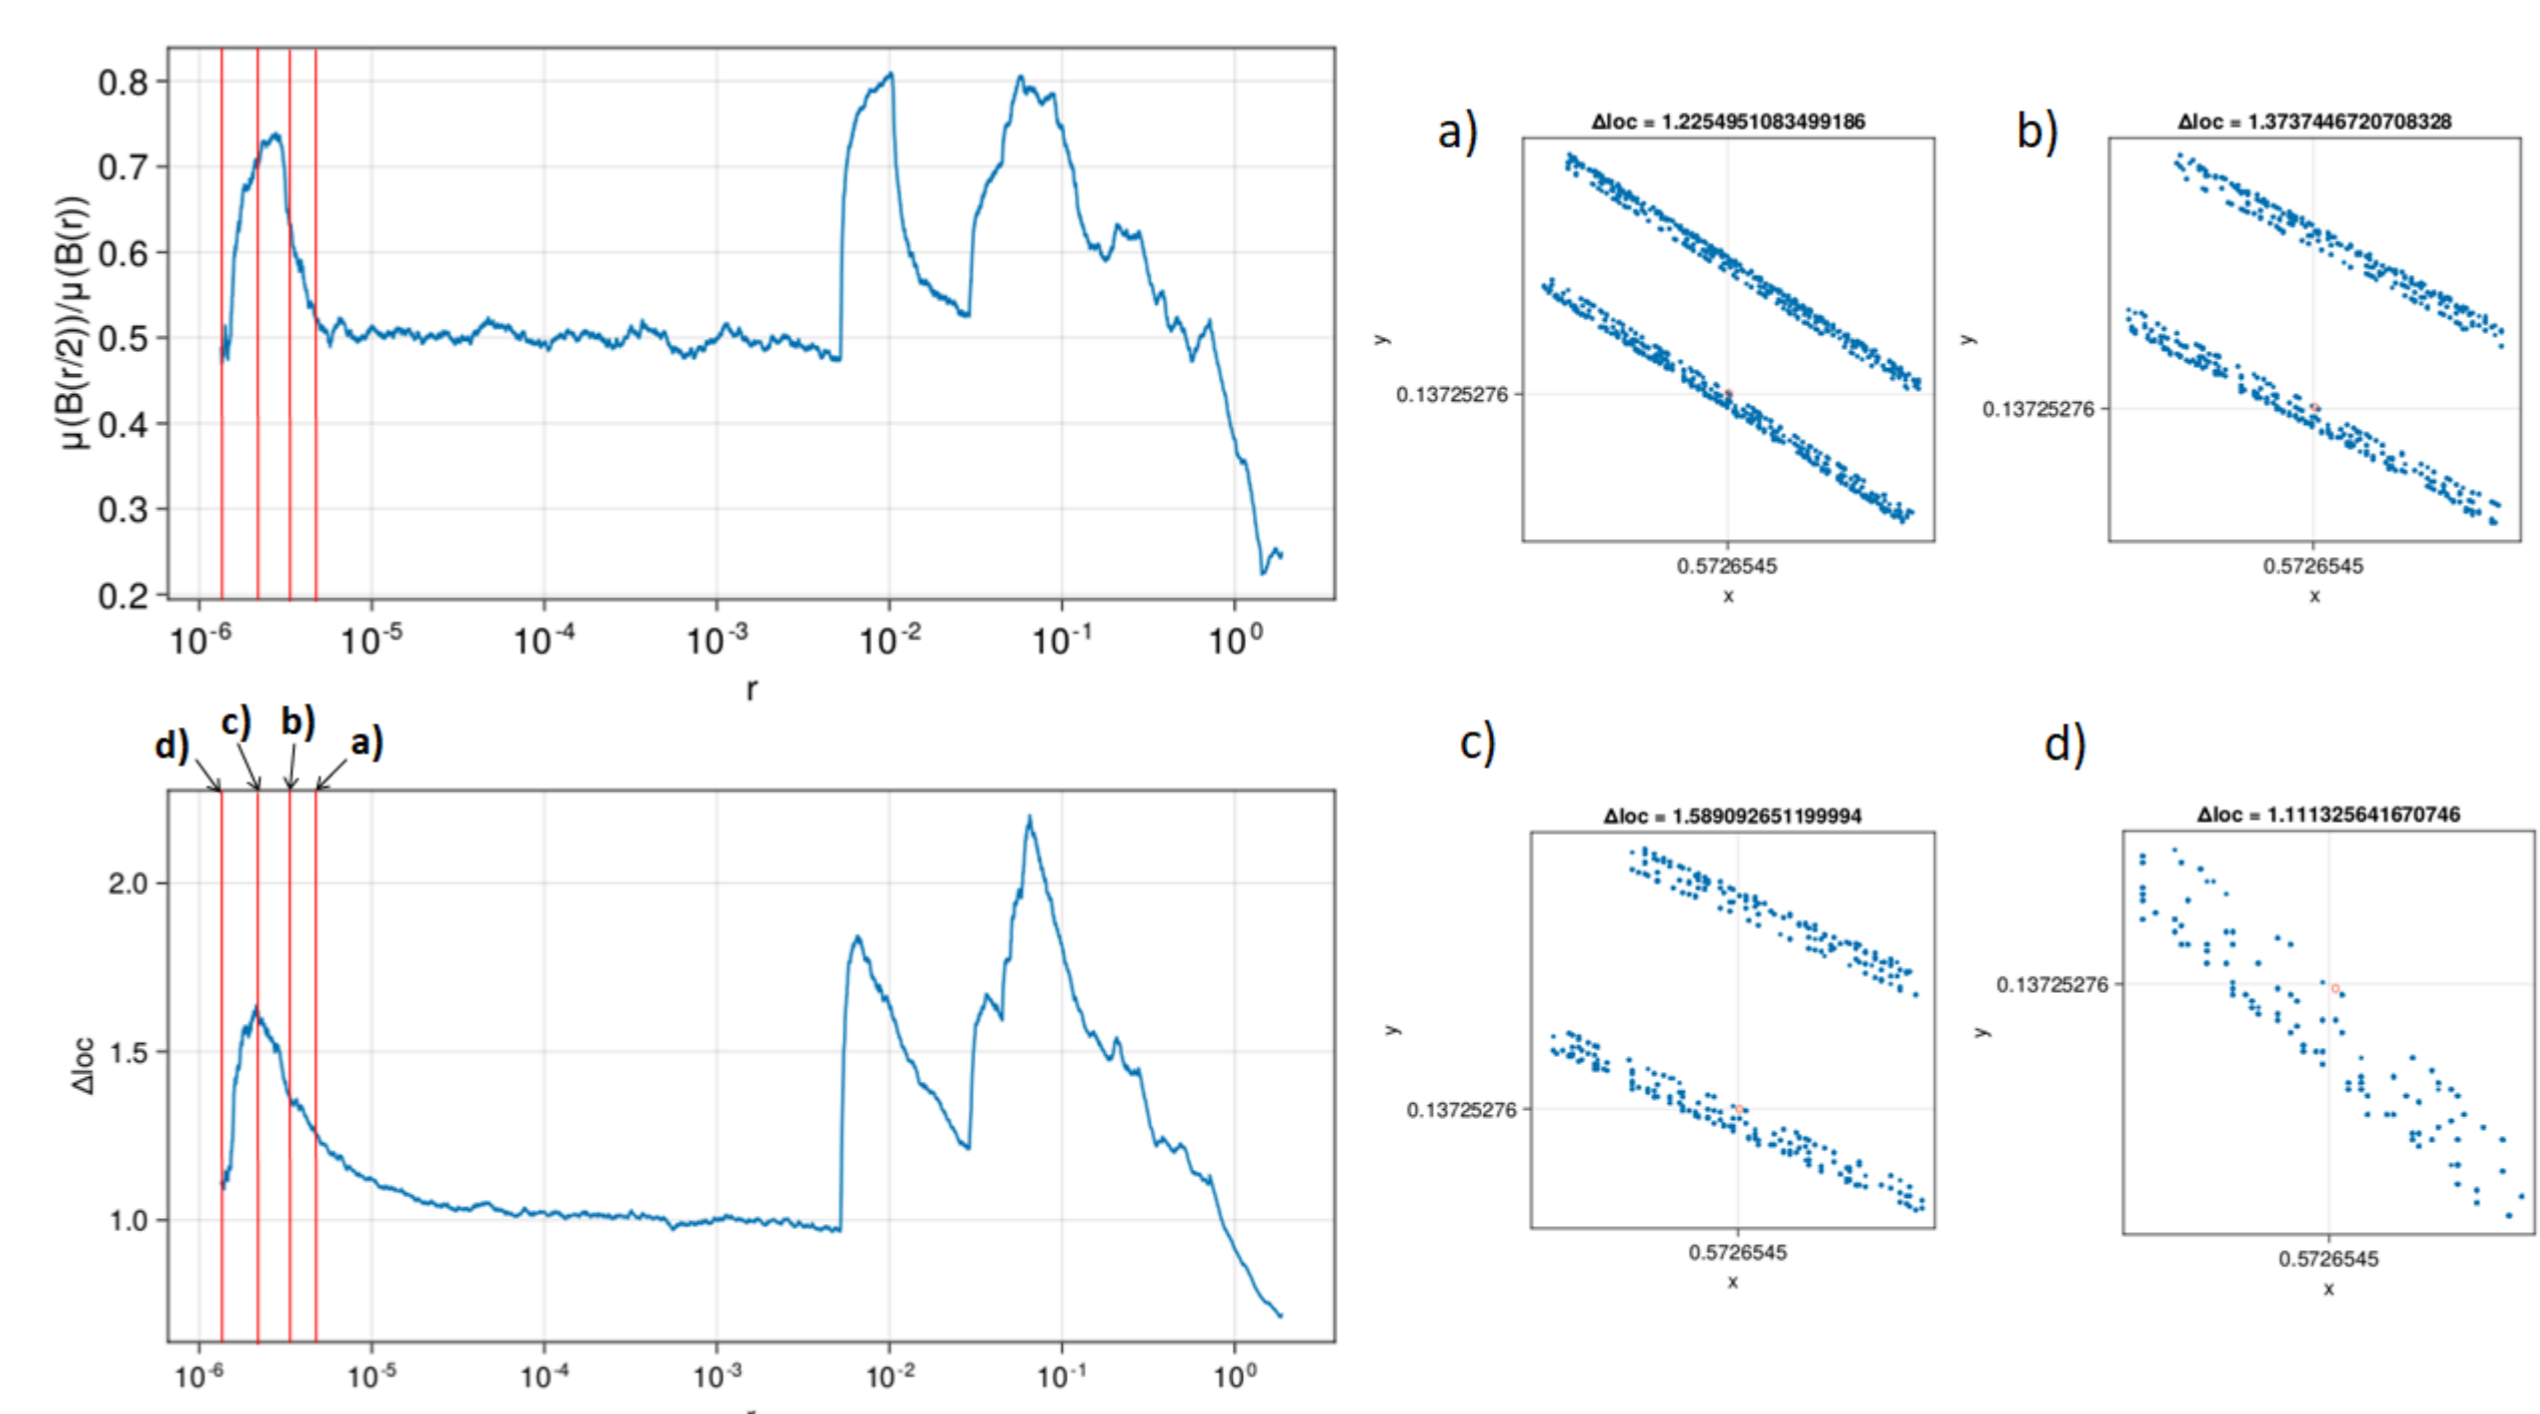 μ(B(r/2))/μ(B(r))
0.8
0.7
0.6
0.5
0.4
0.3
0.2
10⁻⁶ 10⁻⁵ 10⁻⁴ 10⁻³ 10⁻² 10⁻¹ 10⁰
r
d) c) b) a)
Δloc
2.0
1.5
1.0
10⁻⁶ 10⁻⁵ 10⁻⁴ 10⁻³ 10⁻² 10⁻¹ 10⁰
a)
Δloc = 1.2254951083499186
y
0.13725276
0.5726545
x
b)
Δloc = 1.3737446720708328
y
0.13725276
0.5726545
x
c)
Δloc = 1.589092651199994
y
0.13725276
0.5726545
x
d)
Δloc = 1.111325641670746
y
0.13725276
0.5726545
x